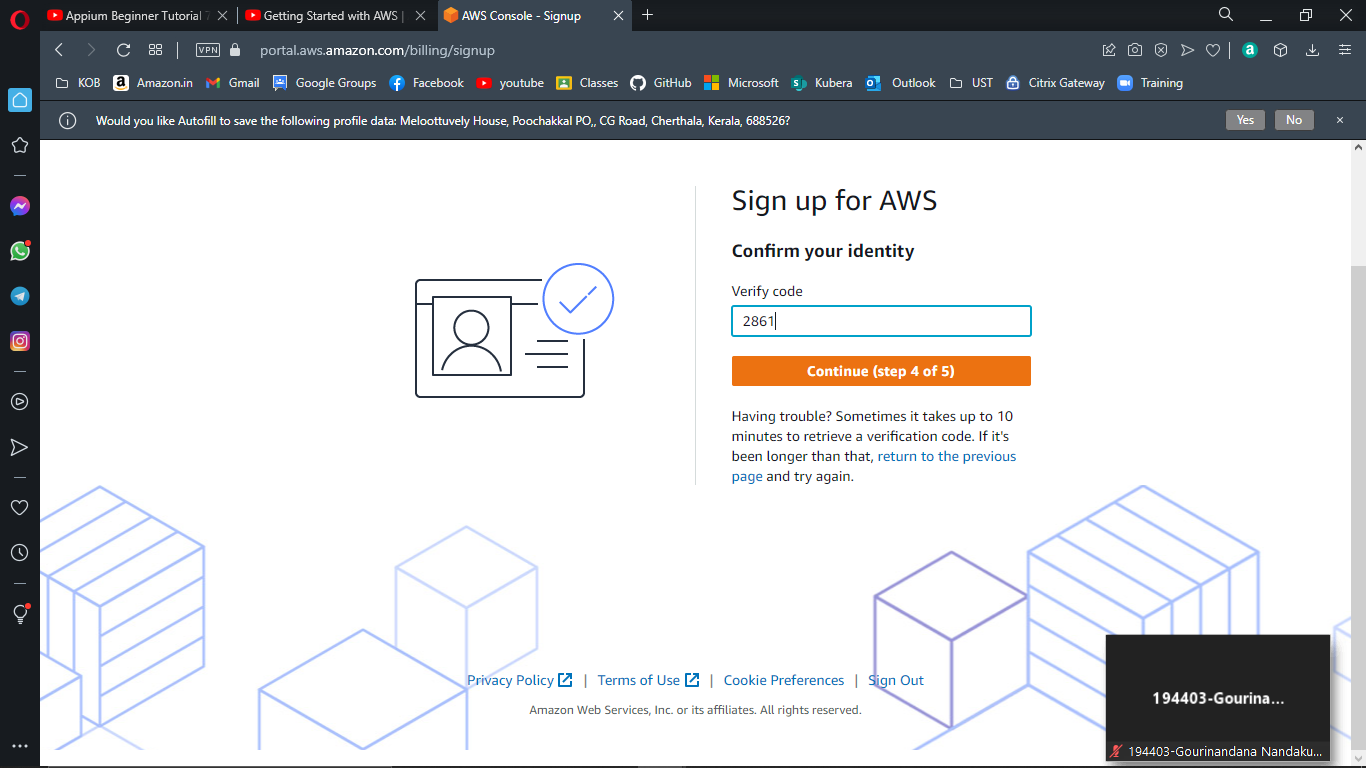 Appium Beginner Tutorial 7
Getting Started with AWS |
AWS Console - Signup
VPN
portal.aws.amazon.com/billing/signup
KOB
Amazon.in
Gmail
Google Groups
Facebook
youtube
Classes
GitHub
Microsoft
Kubera
Outlook
UST
Citrix Gateway
Training
Would you like Autofill to save the following profile data: Meloottuvely House, Poochakkal PO,, CG Road, Cherthala, Kerala, 688526?
Yes
No
Sign up for AWS
Confirm your identity
Verify code
2861
Continue (step 4 of 5)
Having trouble? Sometimes it takes up to 10
minutes to retrieve a verification code. If it's
been longer than that, return to the previous
page and try again.
Privacy Policy | Terms of Use | Cookie Preferences | Sign Out
Amazon Web Services, Inc. or its affiliates. All rights reserved.
194403-Gourina...
194403-Gourinandana Nandaku...